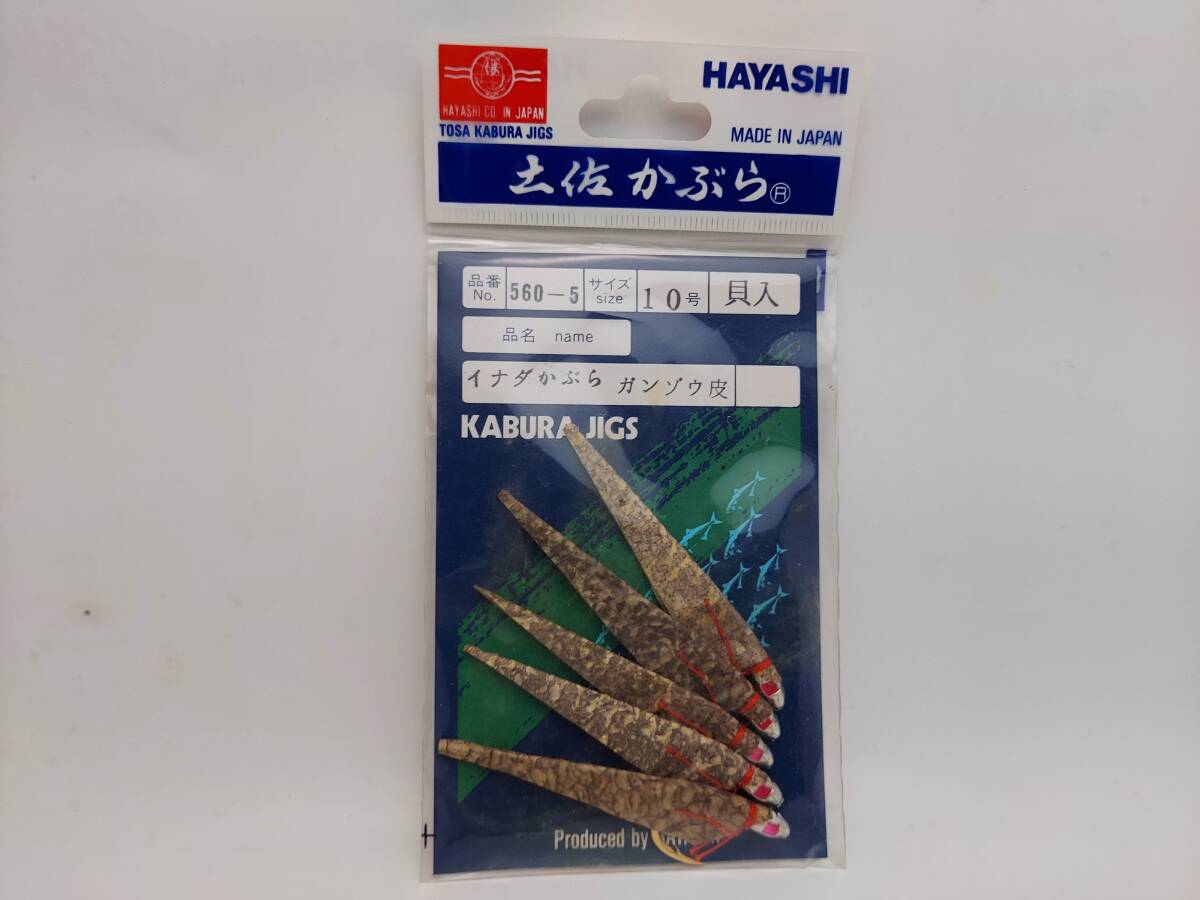 ほ
HAYASHI CO IN JAPAN
TOSA KABURA JIGS
HAYASHI
MADE IN JAPAN
土佐かぶら®
品番 No. 560-5 サイズ size 10号 貝入
品名 name
イナダかぶら ガンゾウ皮
KABURA JIGS
Produced by